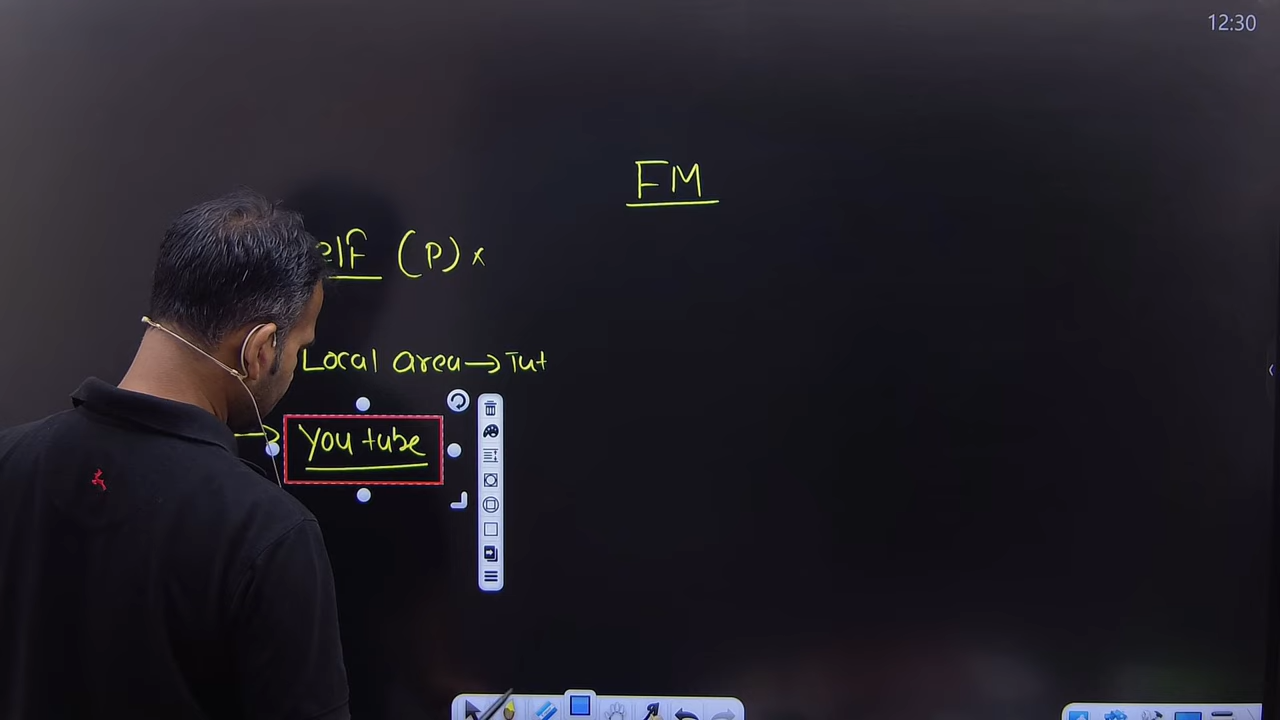 12:30
FM
elf (P) x
Local area → Tut
→ You tube